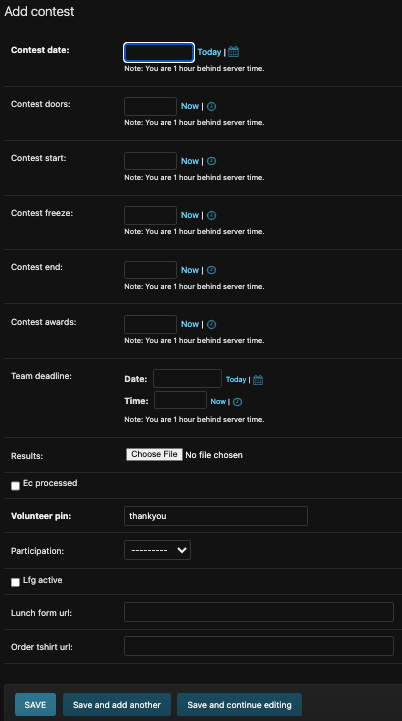 Add contest
Contest date:
Today |
Note: You are 1 hour behind server time.
Contest doors:
Now |
Note: You are 1 hour behind server time.
Contest start:
Now |
Note: You are 1 hour behind server time.
Contest freeze:
Now |
Note: You are 1 hour behind server time.
Contest end:
Now |
Note: You are 1 hour behind server time.
Contest awards:
Now |
Note: You are 1 hour behind server time.
Team deadline:
Date:
Today |
Time:
Now |
Note: You are 1 hour behind server time.
Results:
Choose File No file chosen
Ec processed
Volunteer pin:
thankyou
Participation:
---------
Lfg active
Lunch form url:
Order tshirt url:
SAVE
Save and add another
Save and continue editing